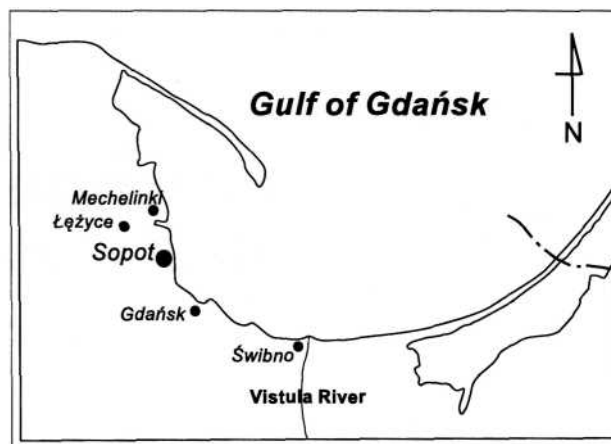 Gulf of Gdańsk
N
Mechelinki
Łężyce
Sopot
Gdańsk
Świbno
Vistula River